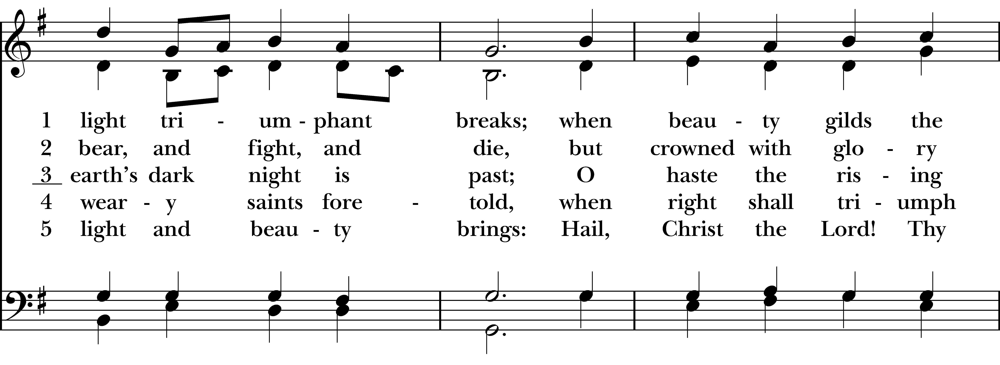 1 light tri - um - phant breaks; when beau - ty gilds the
2 bear, and fight, and die, but crowned with glo - ry
3 earth’s dark night is past; O haste the ris - ing
4 wear - y saints fore - told, when right shall tri - umph
5 light and beau - ty brings: Hail, Christ the Lord! Thy